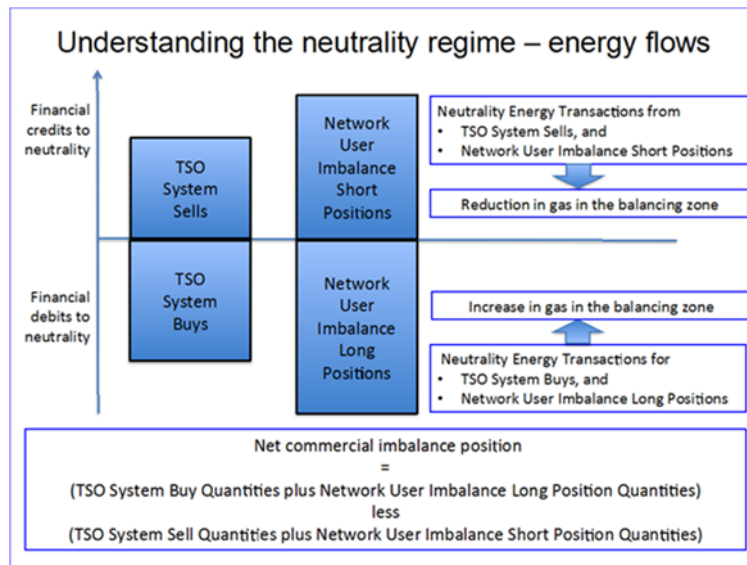 Understanding the neutrality regime – energy flows
Financial
credits to
neutrality
TSO
System
Sells
Network
User
Imbalance
Short
Positions
Neutrality Energy Transactions from
• TSO System Sells, and
• Network User Imbalance Short Positions
Reduction in gas in the balancing zone
Financial
debits to
neutrality
TSO
System
Buys
Network
User
Imbalance
Long
Positions
Increase in gas in the balancing zone
Neutrality Energy Transactions for
• TSO System Buys, and
• Network User Imbalance Long Positions
Net commercial imbalance position
=
(TSO System Buy Quantities plus Network User Imbalance Long Position Quantities)
less
(TSO System Sell Quantities plus Network User Imbalance Short Position Quantities)